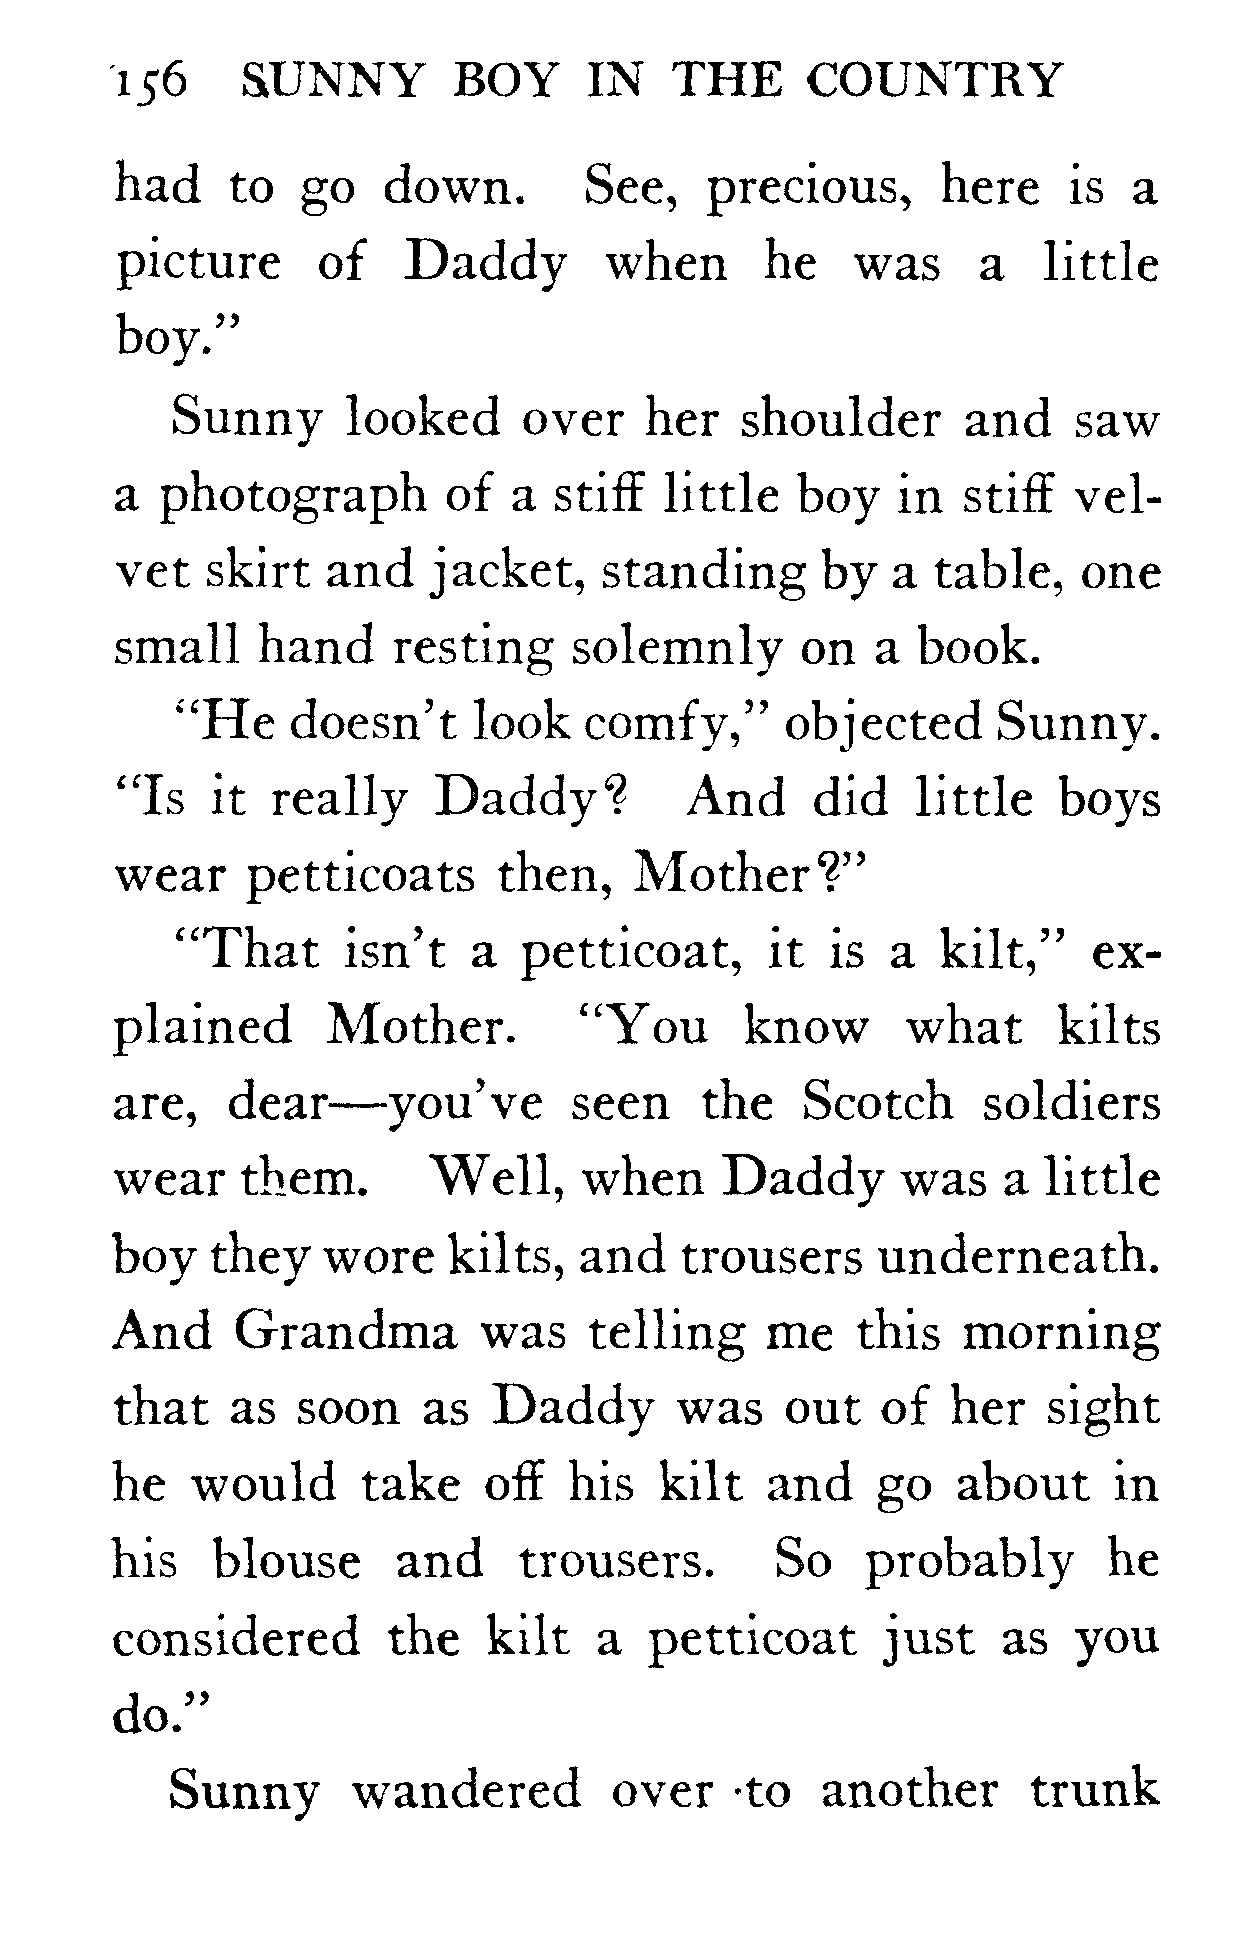 156 SUNNY BOY IN THE COUNTRY
had to go down. See, precious, here is a
picture of Daddy when he was a little
boy."
Sunny looked over her shoulder and saw
a photograph of a stiff little boy in stiff vel-
vet skirt and jacket, standing by a table, one
small hand resting solemnly on a book.
"He doesn't look comfy," objected Sunny.
"Is it really Daddy? And did little boys
wear petticoats then, Mother?"
"That isn't a petticoat, it is a kilt," ex-
plained Mother. "You know what kilts
are, dear—you've seen the Scotch soldiers
wear them. Well, when Daddy was a little
boy they wore kilts, and trousers underneath.
And Grandma was telling me this morning
that as soon as Daddy was out of her sight
he would take off his kilt and go about in
his blouse and trousers. So probably he
considered the kilt a petticoat just as you
do."
Sunny wandered over to another trunk